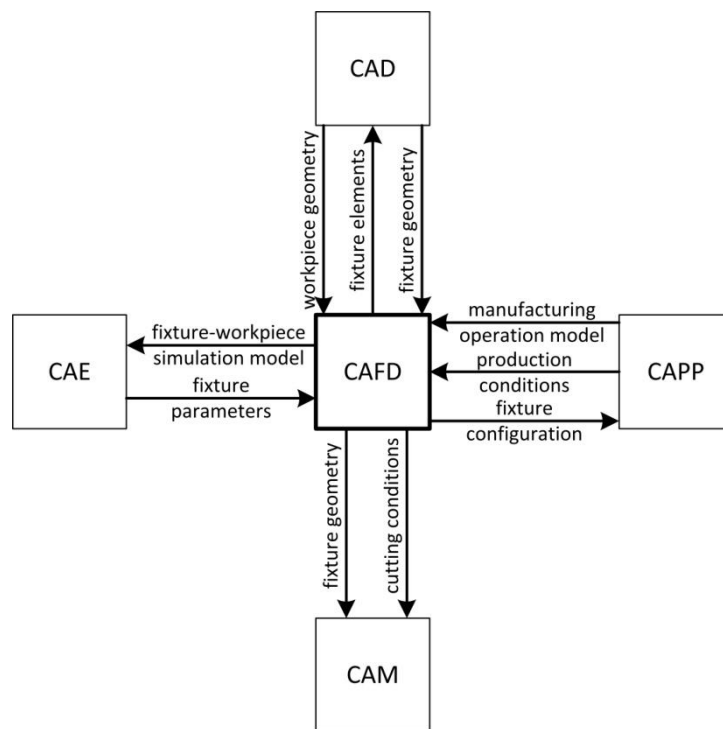 CAD
workpiece geometry
fixture elements
fixture geometry
CAE
fixture-workpiece
simulation model
fixture
parameters
CAFD
manufacturing
operation model
production
conditions
fixture
configuration
CAPP
fixture geometry
cutting conditions
CAM